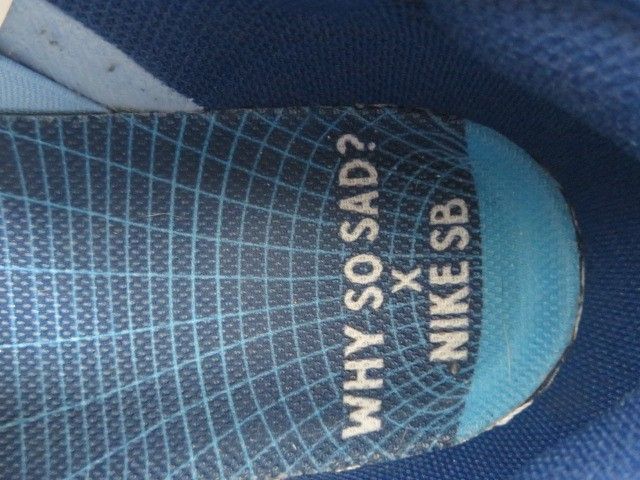 WHY SO SAD?
X
NIKE SB